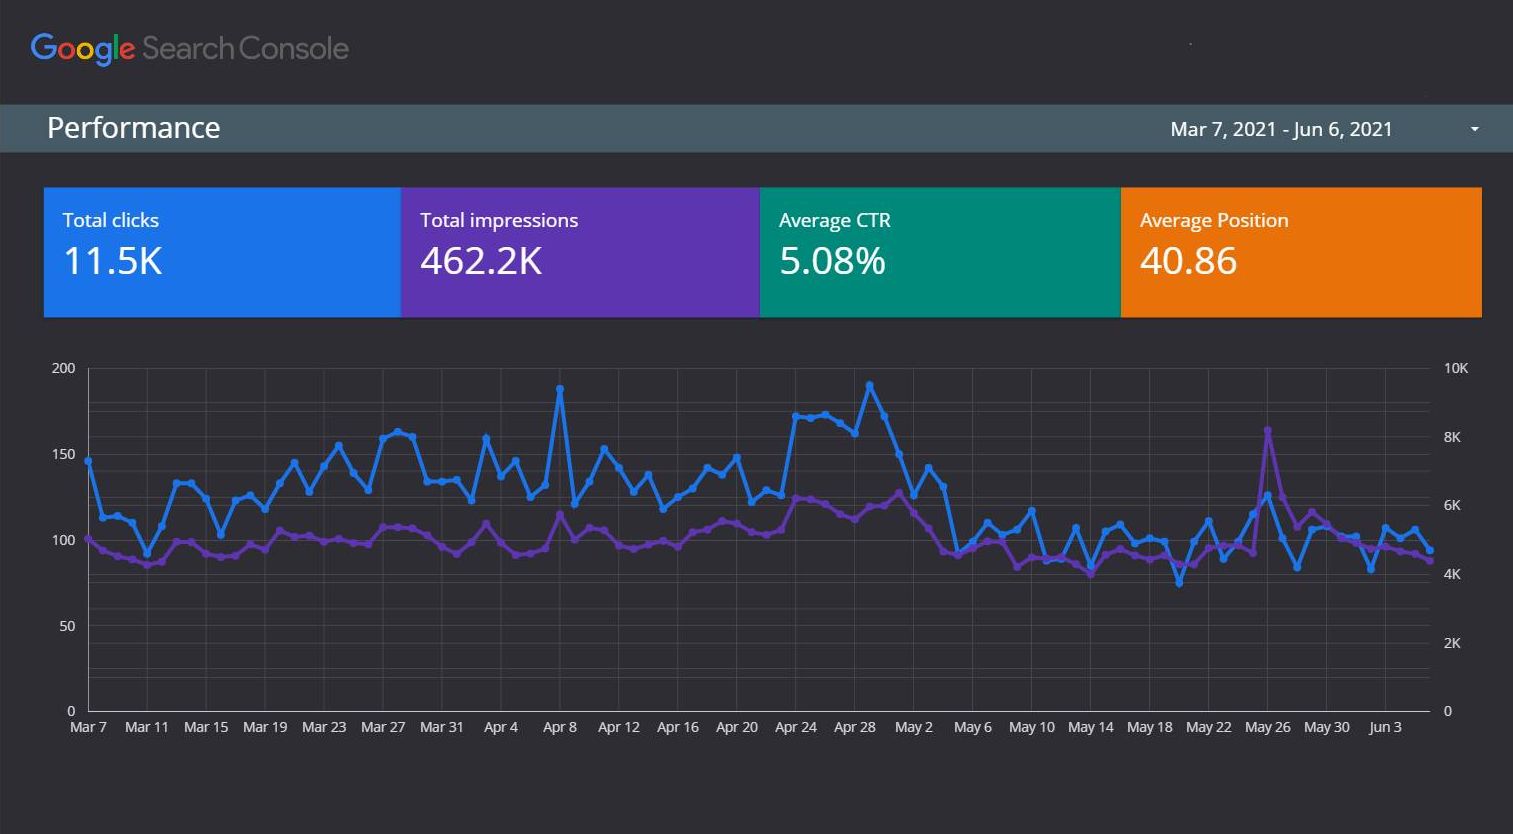 Google Search Console
Performance
Mar 7, 2021 - Jun 6, 2021
Total clicks
11.5K
Total impressions
462.2K
Average CTR
5.08%
Average Position
40.86
200
150
100
50
0
10K
8K
6K
4K
2K
0
Mar 7 Mar 11 Mar 15 Mar 19 Mar 23 Mar 27 Mar 31 Apr 4 Apr 8 Apr 12 Apr 16 Apr 20 Apr 24 Apr 28 May 2 May 6 May 10 May 14 May 18 May 22 May 26 May 30 Jun 3